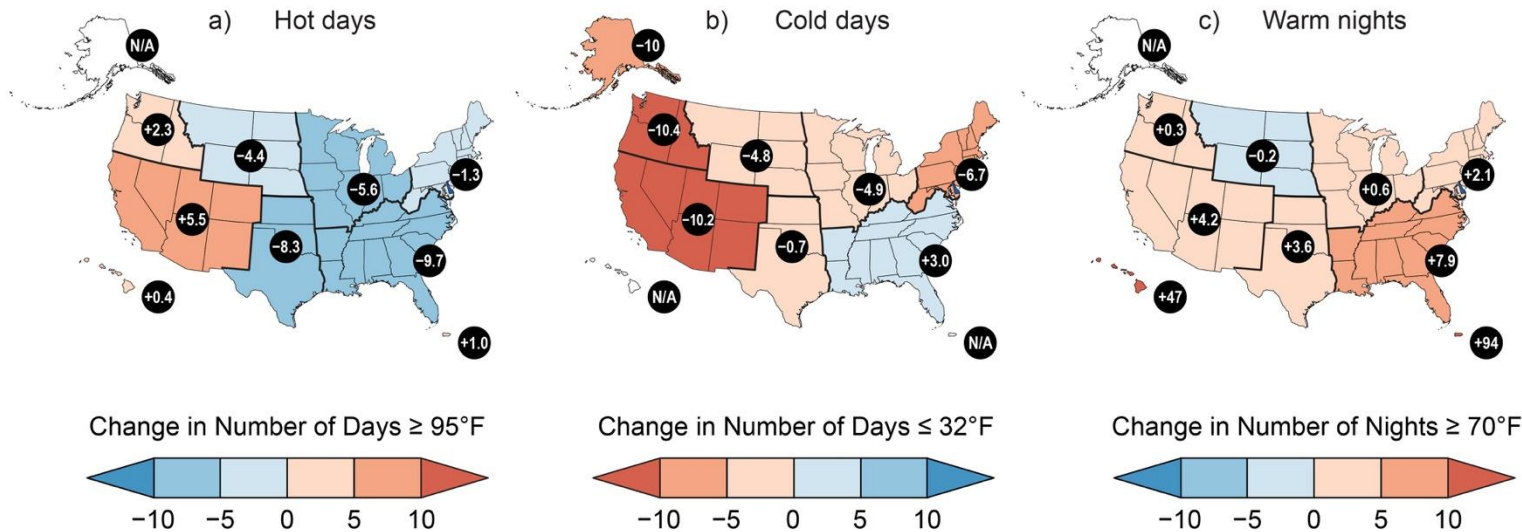 a) Hot days
N/A
+2.3
−4.4
−1.3
−5.6
+5.5
−8.3
−9.7
+0.4
+1.0
Change in Number of Days ≥ 95°F
−10 −5 0 5 10
b) Cold days
−10
−10.4
−4.8
−6.7
−4.9
−10.2
−0.7
+3.0
N/A
N/A
Change in Number of Days ≤ 32°F
−10 −5 0 5 10
c) Warm nights
N/A
+0.3
−0.2
+2.1
+0.6
+4.2
+3.6
+7.9
+47
+94
Change in Number of Nights ≥ 70°F
−10 −5 0 5 10